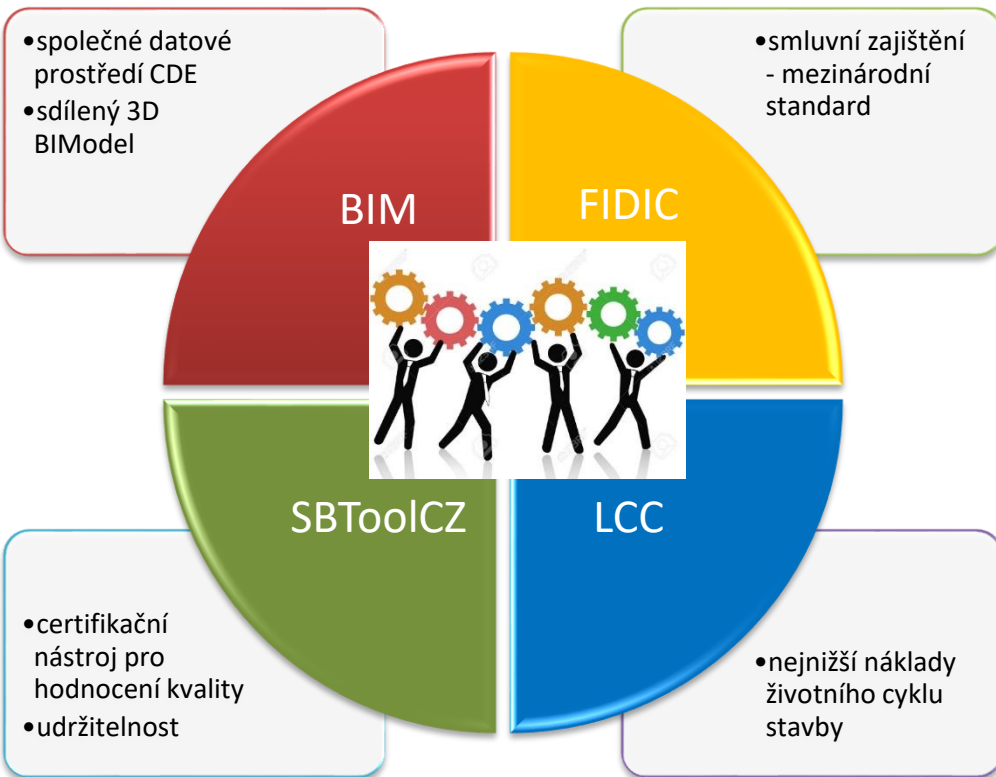 •společné datové
prostředí CDE
•sdílený 3D
BIModel
•smluvní zajištění
- mezinárodní
standard
BIM
FIDIC
SBToolCZ
LCC
•certifikační
nástroj pro
hodnocení kvality
•udržitelnost
•nejnižší náklady
životního cyklu
stavby